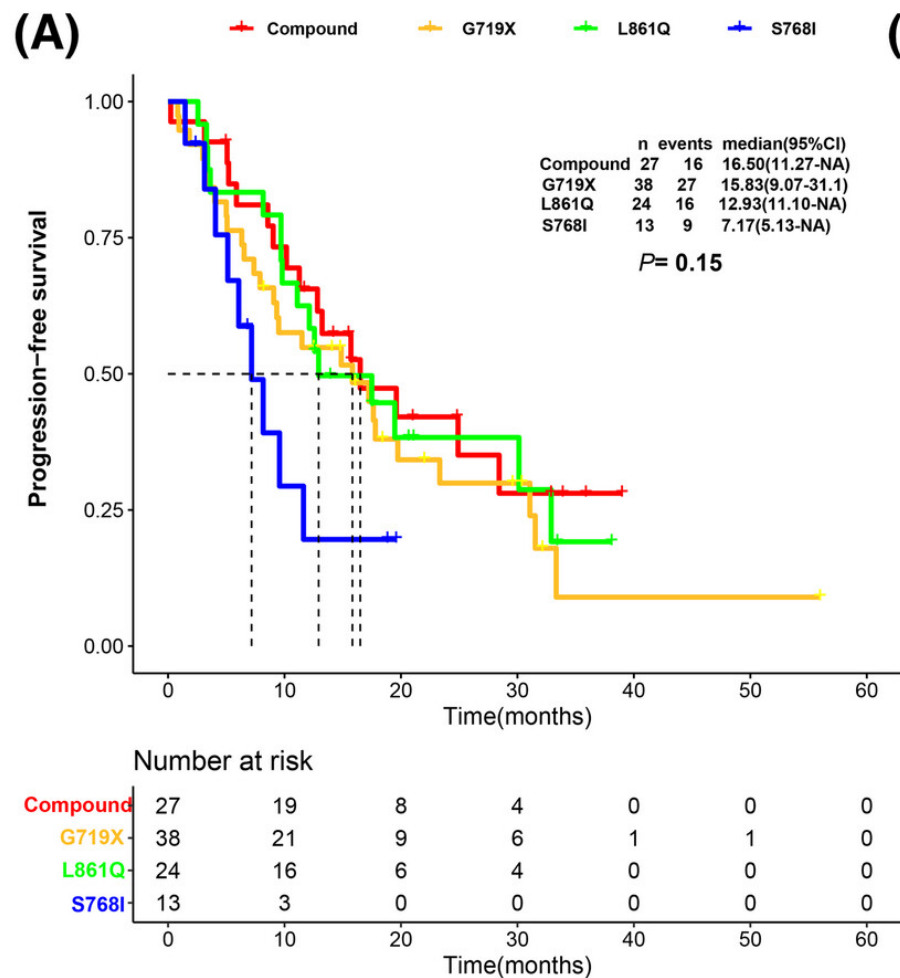 (A)
Compound G719X L861Q S768I
(
n events median(95%CI)
Compound 27 16 16.50(11.27-NA)
G719X 38 27 15.83(9.07-31.1)
L861Q 24 16 12.93(11.10-NA)
S768I 13 9 7.17(5.13-NA)
P= 0.15
Progression−free survival
1.00
0.75
0.50
0.25
0.00
0 10 20 30 40 50 60
Time(months)
Number at risk
Compound 27 19 8 4 0 0 0
G719X 38 21 9 6 1 1 0
L861Q 24 16 6 4 0 0 0
S768I 13 3 0 0 0 0 0
0 10 20 30 40 50 60
Time(months)